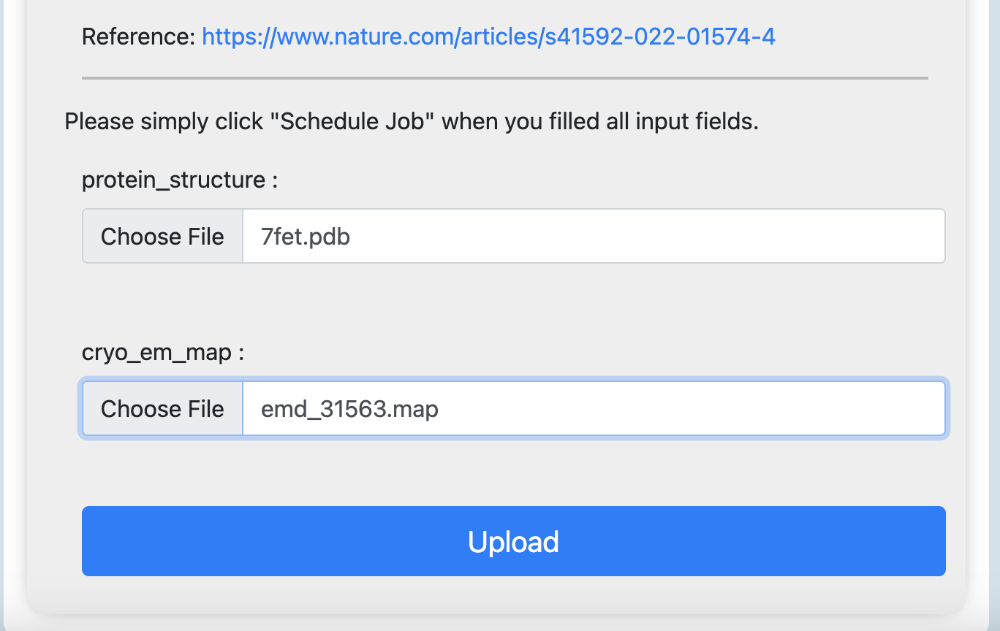 Reference: https://www.nature.com/articles/s41592-022-01574-4
Please simply click "Schedule Job" when you filled all input fields.
protein_structure :
Choose File 7fet.pdb
cryo_em_map :
Choose File emd_31563.map
Upload